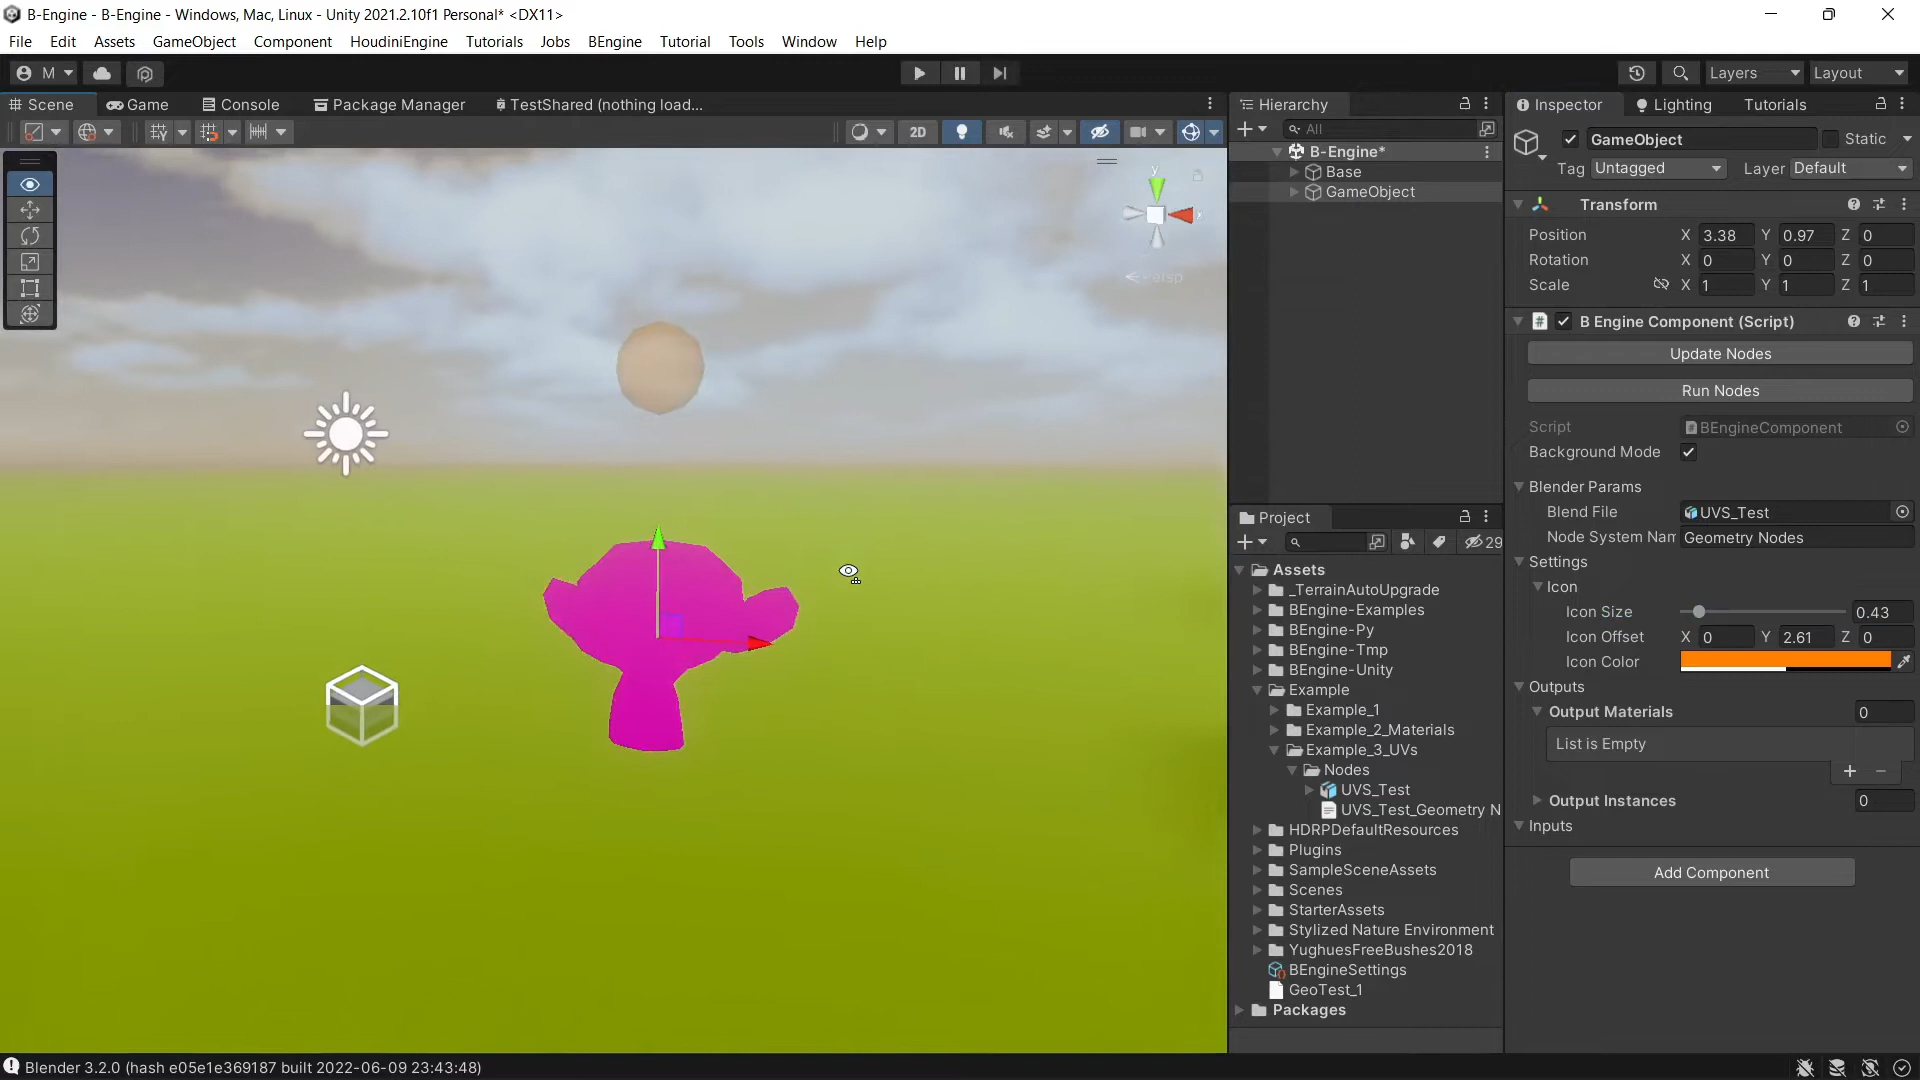 B-Engine - B-Engine - Windows, Mac, Linux - Unity 2021.2.10f1 Personal* <DX11>
File Edit Assets GameObject Component HoudiniEngine Tutorials Jobs BEngine Tutorial Tools Window Help
M
Layers Layout
Scene Game Console Package Manager TestShared (nothing load...
2D
y
x
Persp
Hierarchy
All
B-Engine*
Base
GameObject
Project
29
Assets
_TerrainAutoUpgrade
BEngine-Examples
BEngine-Py
BEngine-Tmp
BEngine-Unity
Example
Example_1
Example_2_Materials
Example_3_UVs
Nodes
UVS_Test
UVS_Test_Geometry N
HDRPDefaultResources
Plugins
SampleSceneAssets
Scenes
StarterAssets
Stylized Nature Environment
YughuesFreeBushes2018
BEngineSettings
GeoTest_1
Packages
Inspector Lighting Tutorials
GameObject Static
Tag Untagged Layer Default
Transform
Position X 3.38 Y 0.97 Z 0
Rotation X 0 Y 0 Z 0
Scale X 1 Y 1 Z 1
# B Engine Component (Script)
Update Nodes
Run Nodes
Script BEngineComponent
Background Mode
Blender Params
Blend File UVS_Test
Node System Nam Geometry Nodes
Settings
Icon
Icon Size 0.43
Icon Offset X 0 Y 2.61 Z 0
Icon Color
Outputs
Output Materials 0
List is Empty
+ −
Output Instances 0
Inputs
Add Component
Blender 3.2.0 (hash e05e1e369187 built 2022-06-09 23:43:48)